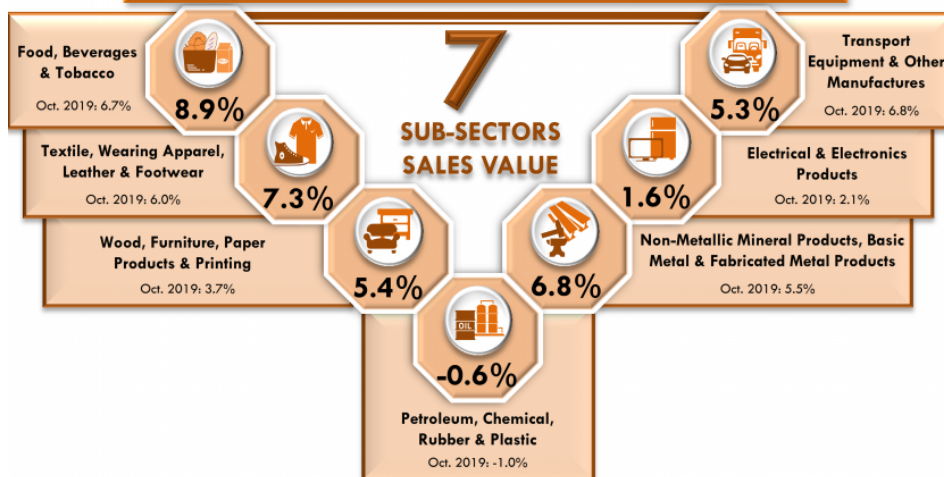 7
SUB-SECTORS
SALES VALUE
Food, Beverages
& Tobacco
Oct. 2019: 6.7%
8.9%
Textile, Wearing Apparel,
Leather & Footwear
Oct. 2019: 6.0%
7.3%
Wood, Furniture, Paper
Products & Printing
Oct. 2019: 3.7%
5.4%
OIL
-0.6%
Petroleum, Chemical,
Rubber & Plastic
Oct. 2019: -1.0%
6.8%
Non-Metallic Mineral Products, Basic
Metal & Fabricated Metal Products
Oct. 2019: 5.5%
1.6%
Electrical & Electronics
Products
Oct. 2019: 2.1%
5.3%
Transport
Equipment & Other
Manufactures
Oct. 2019: 6.8%